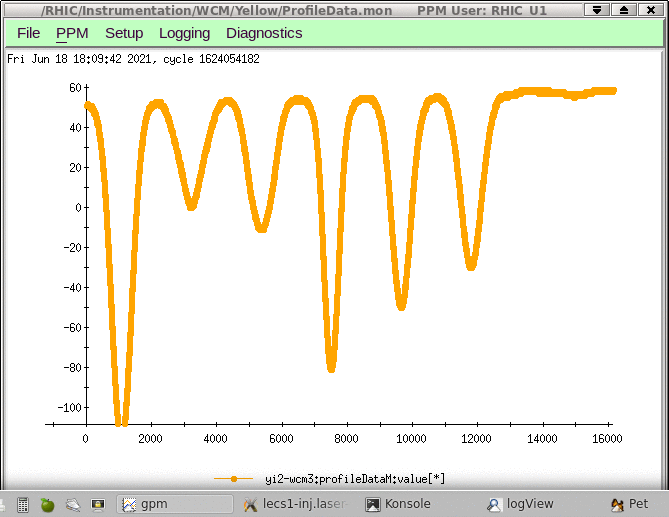 /RHIC/Instrumentation/WCM/Yellow/ProfileData.mon PPM User: RHIC_U1
File PPM Setup Logging Diagnostics
Fri Jun 18 18:09:42 2021, cycle 1624054182
60
40
20
0
-20
-40
-60
-80
-100
0 2000 4000 6000 8000 10000 12000 14000 16000
yi2-wcm3:profileDataM:value[*]
gpm lecs1-inj.laser- Konsole logView Pet